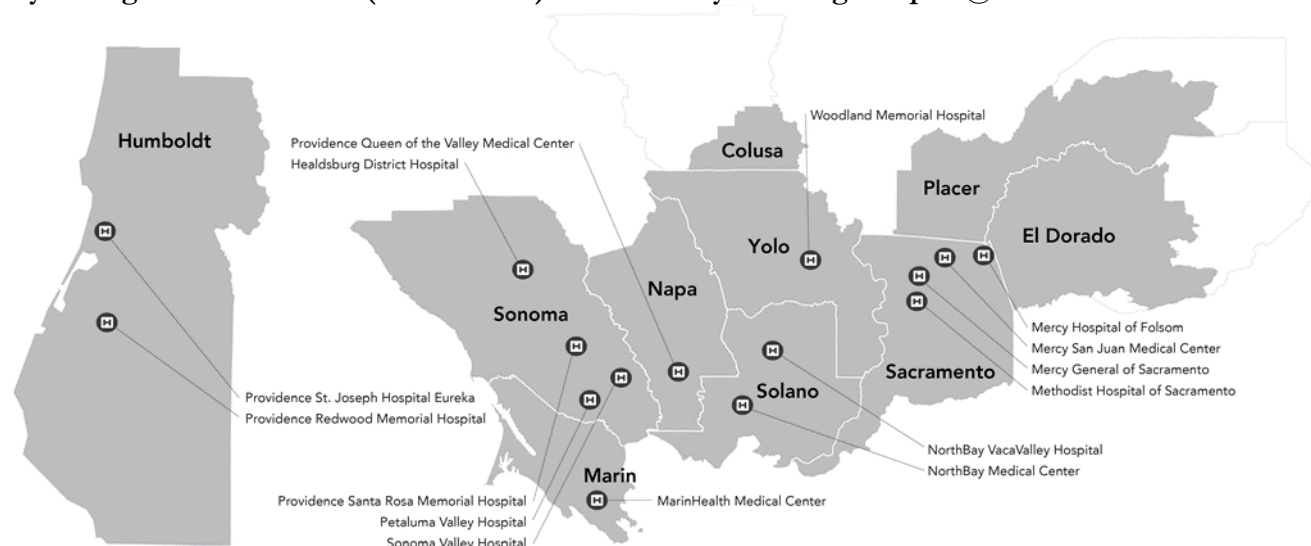 Humboldt
Providence St. Joseph Hospital Eureka
Providence Redwood Memorial Hospital
Providence Queen of the Valley Medical Center
Healdsburg District Hospital
Sonoma
Providence Santa Rosa Memorial Hospital
Petaluma Valley Hospital
Sonoma Valley Hospital
Marin
MarinHealth Medical Center
Napa
Colusa
Woodland Memorial Hospital
Yolo
Solano
NorthBay VacaValley Hospital
NorthBay Medical Center
Placer
El Dorado
Sacramento
Mercy Hospital of Folsom
Mercy San Juan Medical Center
Mercy General of Sacramento
Methodist Hospital of Sacramento